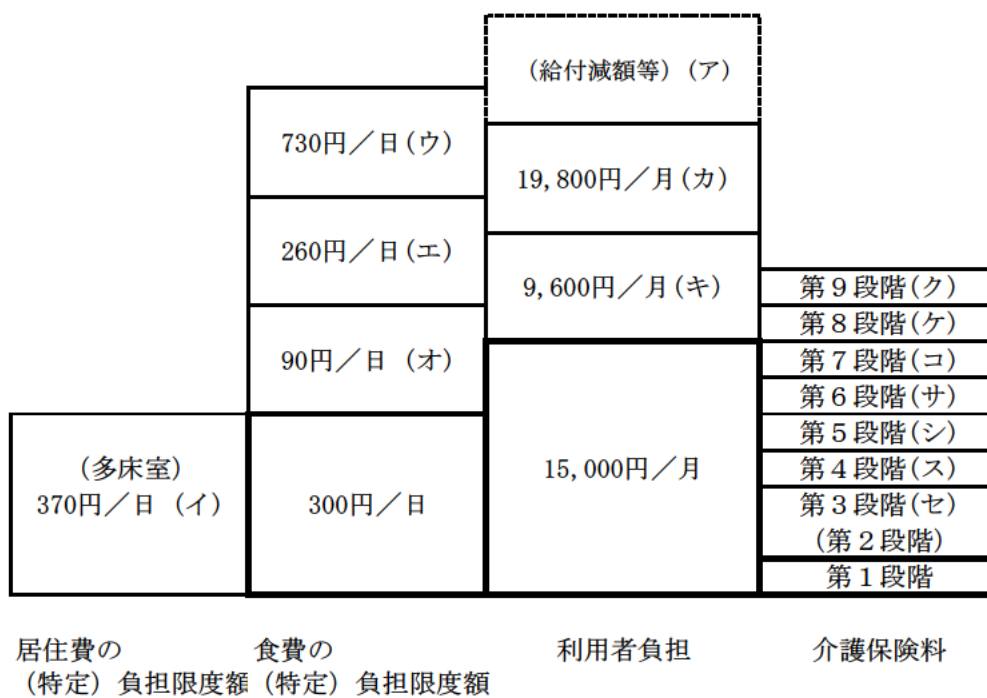 (給付減額等)(ア)
730円／日(ウ)
19,800円／月(カ)
260円／日(エ)
9,600円／月(キ)
第９段階(ク)
第８段階(ケ)
90円／日 (オ)
第７段階(コ)
第６段階(サ)
第５段階(シ)
(多床室)
370円／日 (イ)
300円／日
15,000円／月
第４段階(ス)
第３段階(セ)
(第２段階)
第１段階
居住費の
(特定) 負担限度額
食費の
(特定) 負担限度額
利用者負担
介護保険料